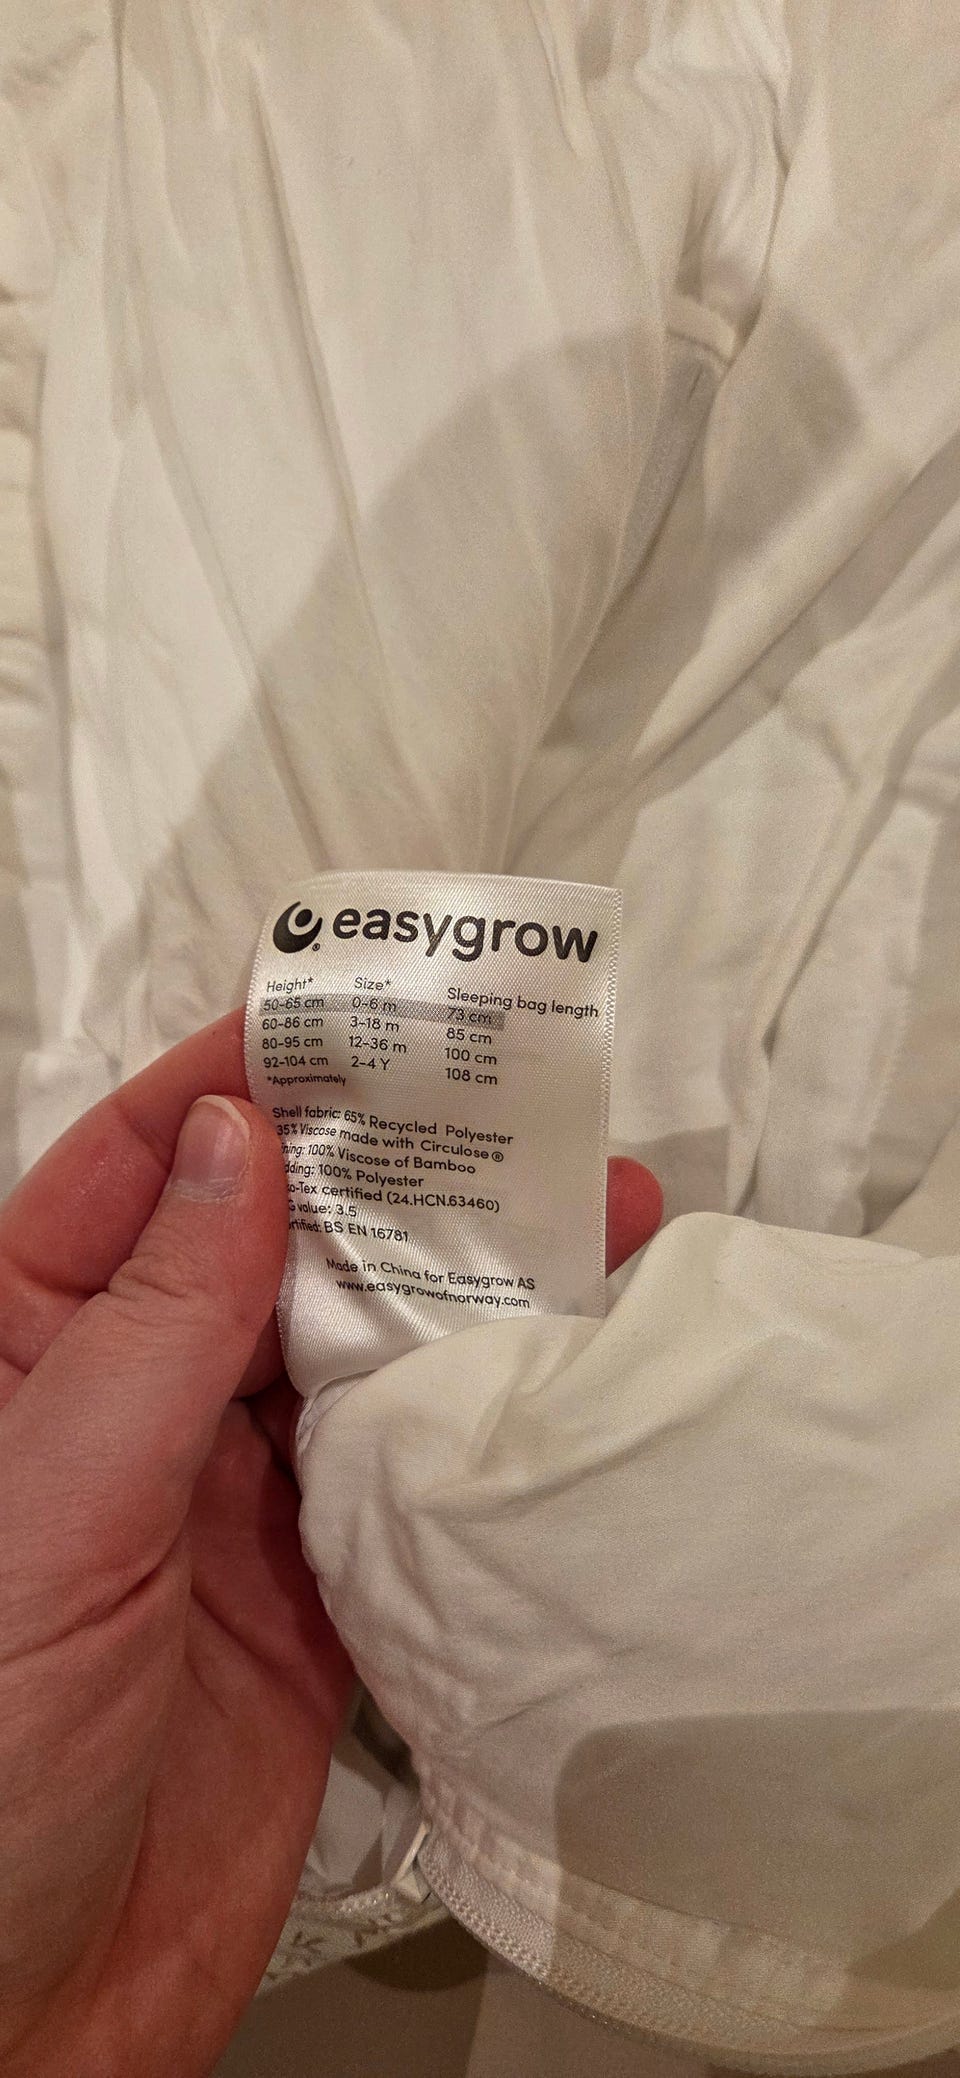 easygrow®
Height* Size* Sleeping bag length
50-65 cm 0-6 m 73 cm
60-86 cm 3-18 m 85 cm
80-95 cm 12-36 m 100 cm
92-104 cm 2-4 Y 108 cm
*Approximately
Shell fabric: 65% Recycled Polyester
35% Viscose made with Circulose®
100% Viscose of Bamboo
100% Polyester
certified (24.HCN.63460)
value: 3.5
BS EN 16781
Made in China for Easygrow AS
www.easygrowofnorway.com